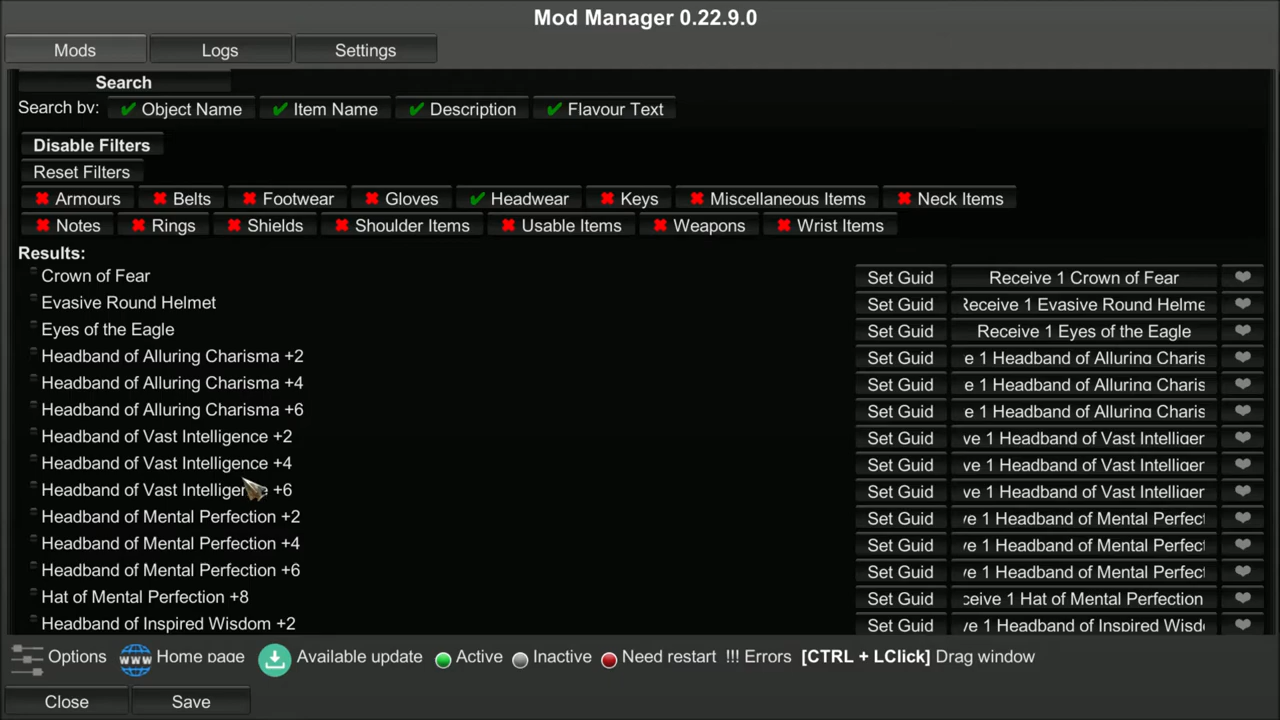 Mod Manager 0.22.9.0
Mods Logs Settings
Search
Search by: Object Name Item Name Description Flavour Text
Disable Filters
Reset Filters
Armours Belts Footwear Gloves Headwear Keys Miscellaneous Items Neck Items
Notes Rings Shields Shoulder Items Usable Items Weapons Wrist Items
Results:
Crown of Fear Set Guid Receive 1 Crown of Fear
Evasive Round Helmet Set Guid Receive 1 Evasive Round Helme
Eyes of the Eagle Set Guid Receive 1 Eyes of the Eagle
Headband of Alluring Charisma +2 Set Guid e 1 Headband of Alluring Charis
Headband of Alluring Charisma +4 Set Guid e 1 Headband of Alluring Charis
Headband of Alluring Charisma +6 Set Guid e 1 Headband of Alluring Charis
Headband of Vast Intelligence +2 Set Guid ve 1 Headband of Vast Intelliger
Headband of Vast Intelligence +4 Set Guid ve 1 Headband of Vast Intelliger
Headband of Vast Intelligence +6 Set Guid ve 1 Headband of Vast Intelliger
Headband of Mental Perfection +2 Set Guid ve 1 Headband of Mental Perfect
Headband of Mental Perfection +4 Set Guid ve 1 Headband of Mental Perfect
Headband of Mental Perfection +6 Set Guid ve 1 Headband of Mental Perfect
Hat of Mental Perfection +8 Set Guid ceive 1 Hat of Mental Perfection
Headband of Inspired Wisdom +2 Set Guid e 1 Headband of Inspired Wisdo
Options Home page Available update Active Inactive Need restart !!! Errors [CTRL + LClick] Drag window
Close Save